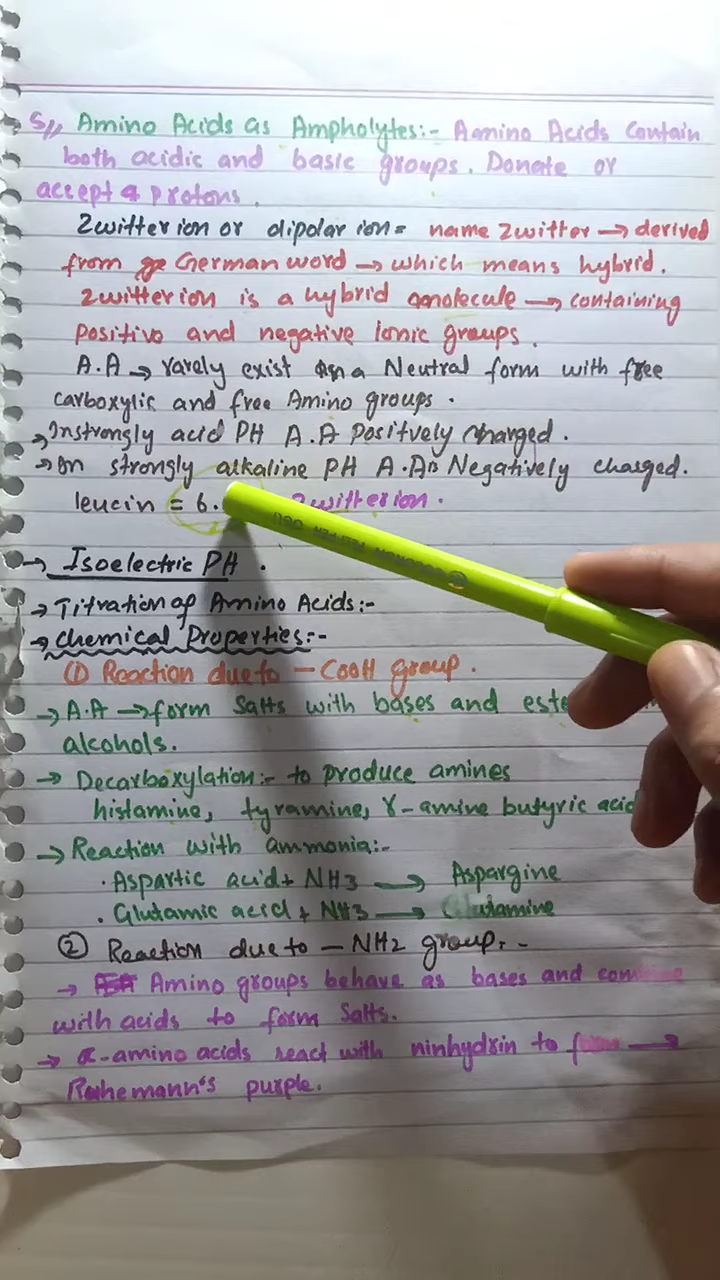 5,, Amino Acids as Ampholytes:- Aamino Acids Contain
both acidic and basic groups. Donate or
accept protons.
Zwitter ion or dipolar ion= name zwitter → derived
from German word → which means hybrid.
zwitterion is a hybrid molecule → containing
positive and negative ionic groups.
A.A → rarely exist in a Neutral form with free
carboxylic and free Amino groups.
→ Instrongly acid PH A.A Positvely charged.
→ In strongly alkaline PH A.A Negatively charged.
leucin = 6. zwitterion.
→ Isoelectric PH.
→ Titration of Amino Acids:-
→ Chemical Properties:-
(1) Reaction due to - CooH group.
→ A.A → form Salts with bases and
alcohols.
→ Decarboxylation:- to produce amines
histamine, tyramine, γ-amine butyric acid
→ Reaction with ammonia:-
. Aspartic acid + NH3 → Aspargine
. Glutamic acid + NH3 → Glutamine
② Reaction due to - NH2 group. -
→ Amino groups behave as bases and combine
with acids to form Salts.
→ α-amino acids react with ninhydrin to form →
Ruhemann's purple.